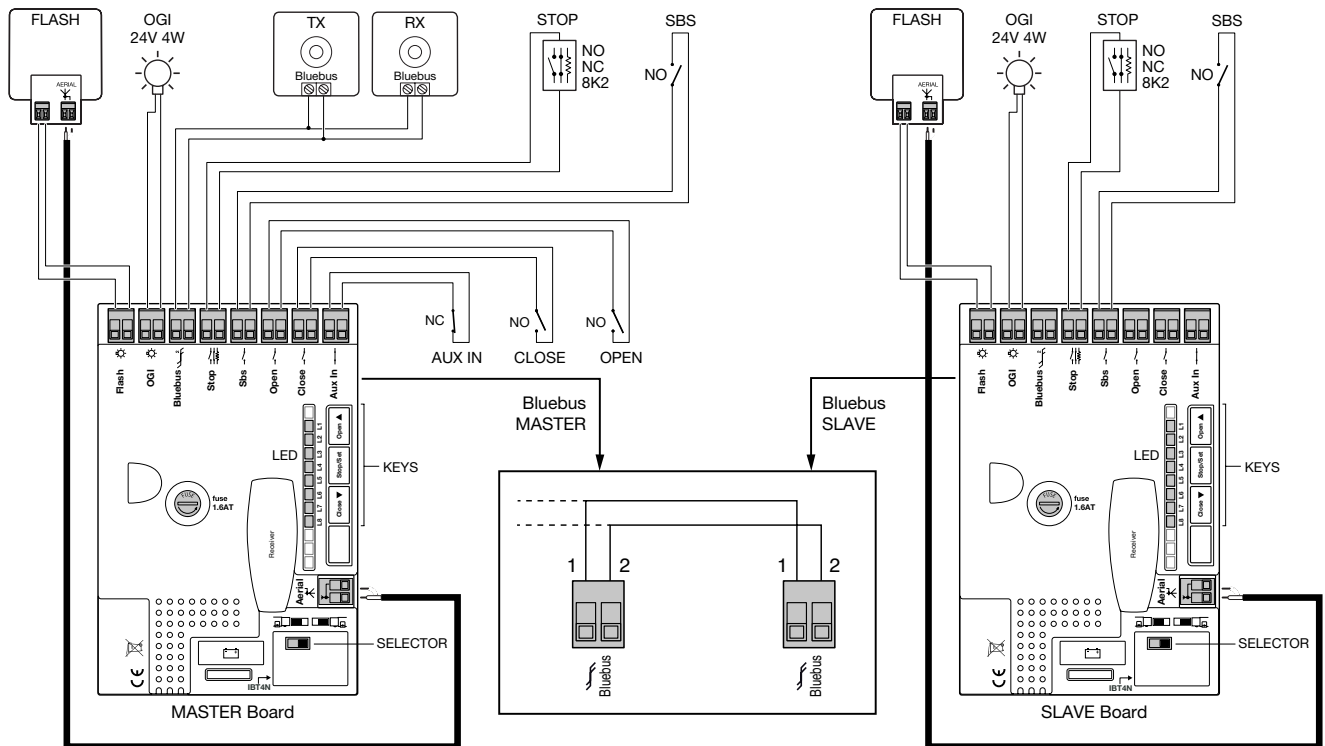 FLASH
AERIAL
OGI
24V 4W
TX
Bluebus
RX
Bluebus
STOP
NO
NC
8K2
SBS
NO
FLASH
AERIAL
OGI
24V 4W
STOP
NO
NC
8K2
SBS
NO
NC
AUX IN
NO
CLOSE
NO
OPEN
Flash
OGI
Bluebus
Stop
Sbs
Open
Close
Aux In
LED
L1
L2
L3
L4
L5
L6
L7
L8
Open ▲
Stop/Set
Close ▼
KEYS
FUSE
fuse
1.6AT
Receiver
Aerial
SELECTOR
IBT4N
CE
MASTER Board
Bluebus
MASTER
Bluebus
SLAVE
1
2
Bluebus
1
2
Bluebus
Flash
OGI
Bluebus
Stop
Sbs
Open
Close
Aux In
LED
L1
L2
L3
L4
L5
L6
L7
L8
Open ▲
Stop/Set
Close ▼
KEYS
FUSE
fuse
1.6AT
Receiver
Aerial
SELECTOR
IBT4N
CE
SLAVE Board